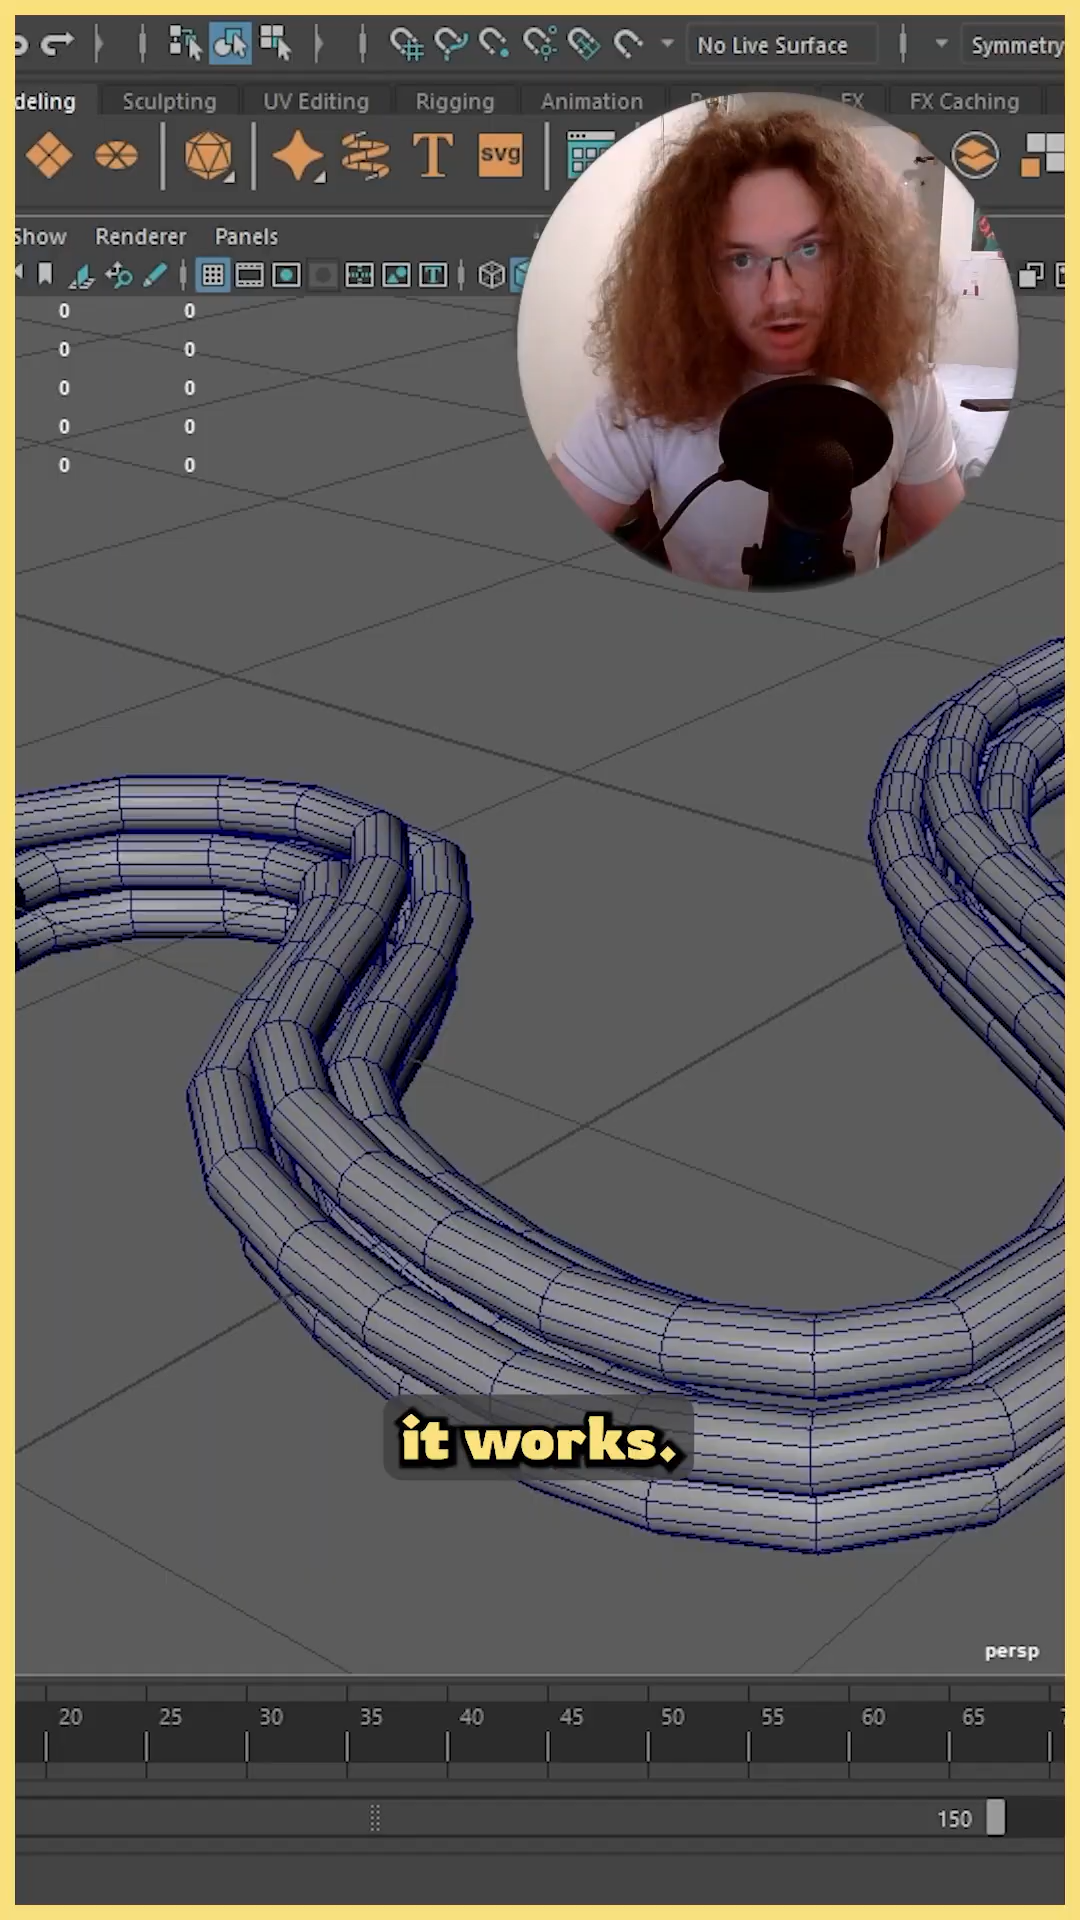 No Live Surface Symmetry
deling Sculpting UV Editing Rigging Animation FX FX Caching
T svg
Show Renderer Panels
T
0 0
0 0
0 0
0 0
0 0
it works.
persp
20 25 30 35 40 45 50 55 60 65
150